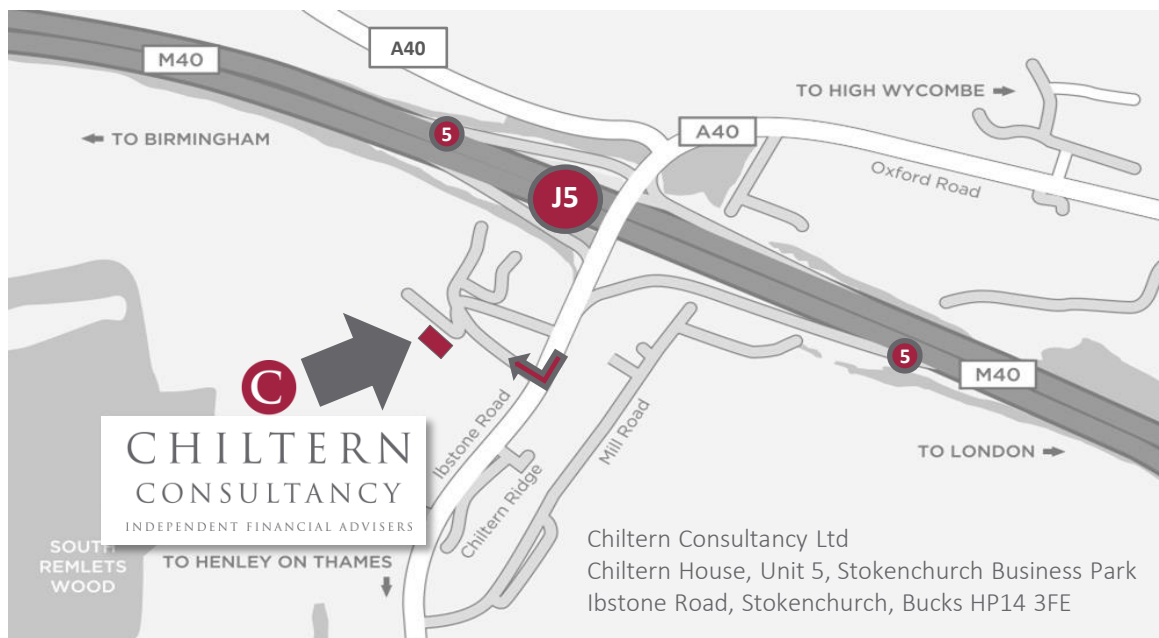 A40
M40
TO HIGH WYCOMBE
5
A40
TO BIRMINGHAM
Oxford Road
J5
5
M40
C
CHILTERN
CONSULTANCY
INDEPENDENT FINANCIAL ADVISERS
Ibstone Road
Mill Road
Chiltern Ridge
TO LONDON
SOUTH
REMLETS
WOOD
TO HENLEY ON THAMES
Chiltern Consultancy Ltd
Chiltern House, Unit 5, Stokenchurch Business Park
Ibstone Road, Stokenchurch, Bucks HP14 3FE